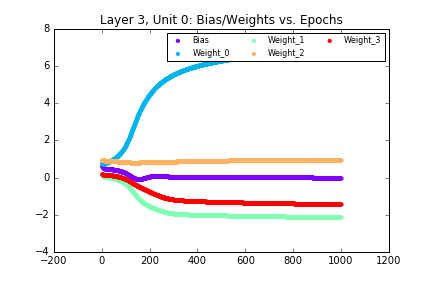 Layer 3, Unit 0: Bias/Weights vs. Epochs
8
Bias Weight_1 Weight_3
Weight_0 Weight_2
6
4
2
0
−2
−4
−200 0 200 400 600 800 1000 1200